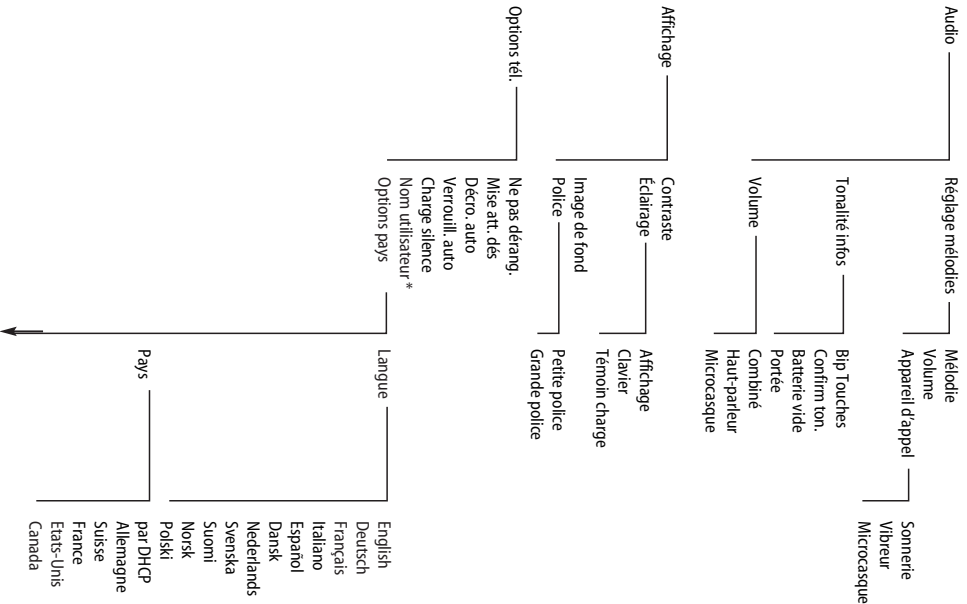 Audio
Réglage mélodies
Mélodie
Volume
Appareil d'appel
Sonnerie
Vibreur
Microcasque
Tonalité infos
Bip Touches
Confirm ton.
Batterie vide
Portée
Volume
Combiné
Haut-parleur
Microcasque
Affichage
Contraste
Éclairage
Affichage
Clavier
Témoin charge
Image de fond
Police
Petite police
Grande police
Options tél.
Ne pas dérang.
Mise att. dés
Décro. auto
Verrouill. auto
Charge silence
Nom utilisateur *
Options pays
Langue
English
Deutsch
Français
Italiano
Español
Dansk
Nederlands
Svenska
Suomi
Norsk
Polski
Pays
par DHCP
Allemagne
Suisse
France
Etats-Unis
Canada